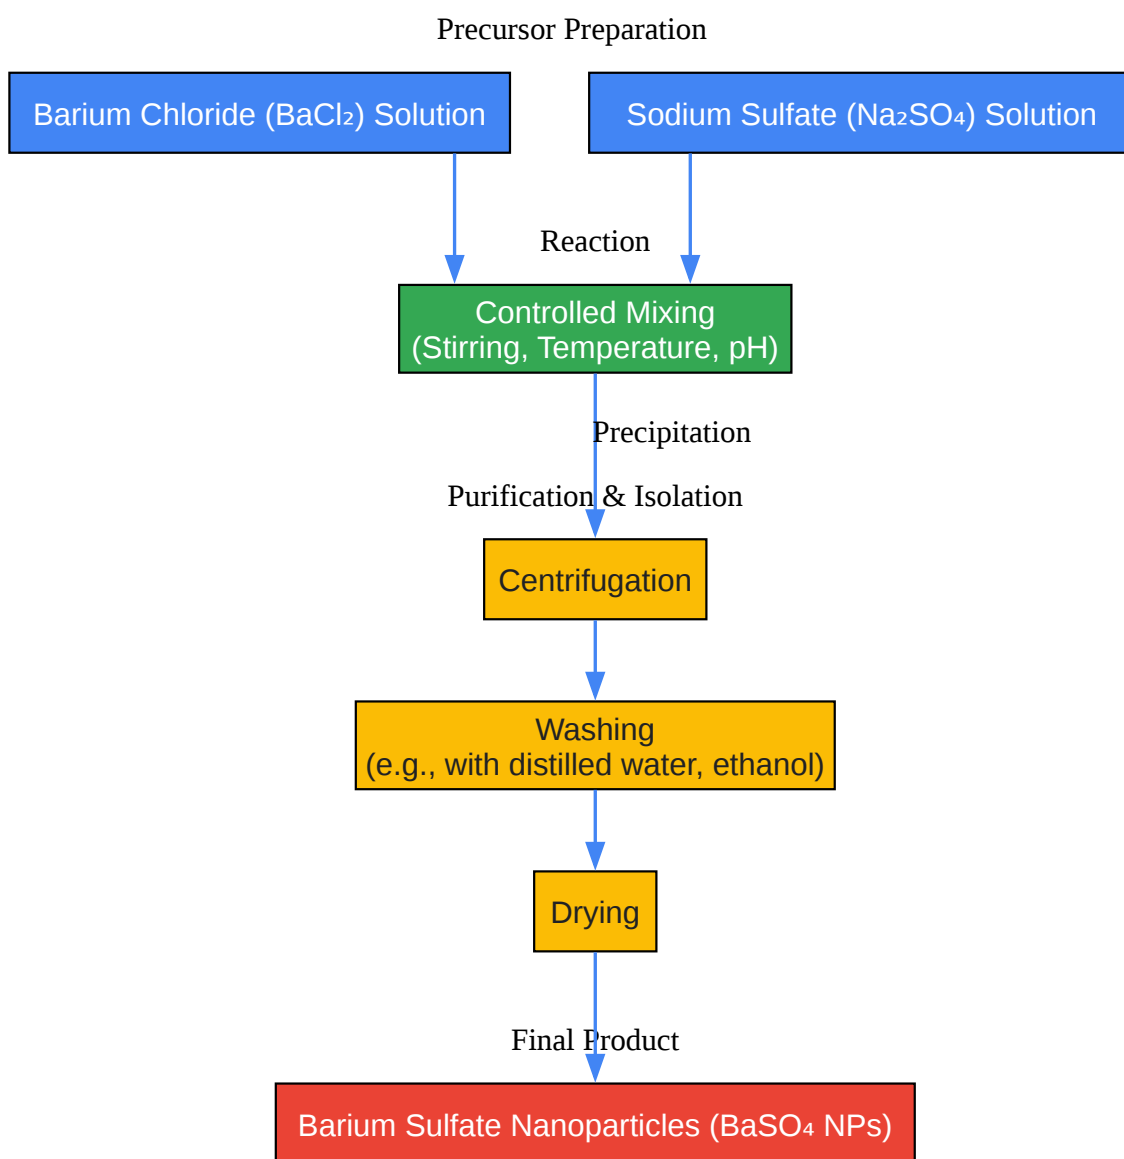 Precursor Preparation
Barium Chloride (BaCl₂) Solution
Sodium Sulfate (Na₂SO₄) Solution
Reaction
Controlled Mixing
(Stirring, Temperature, pH)
Precipitation
Purification & Isolation
Centrifugation
Washing
(e.g., with distilled water, ethanol)
Drying
Final Product
Barium Sulfate Nanoparticles (BaSO₄ NPs)